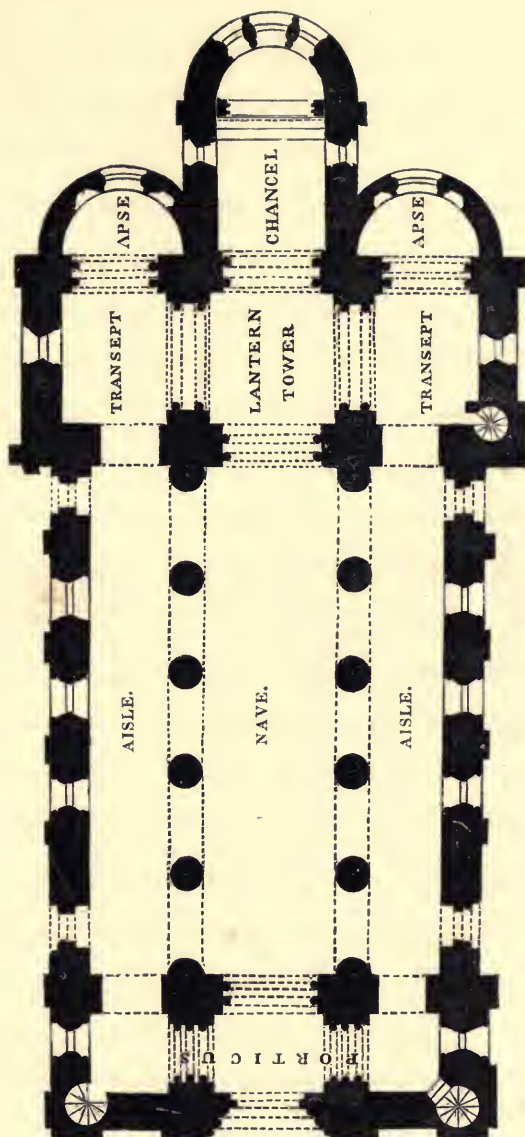 CHANCEL
APSE
APSE
TRANSEPT
LANTERN
TOWER
TRANSEPT
AISLE.
NAVE.
AISLE.
PORTICUS